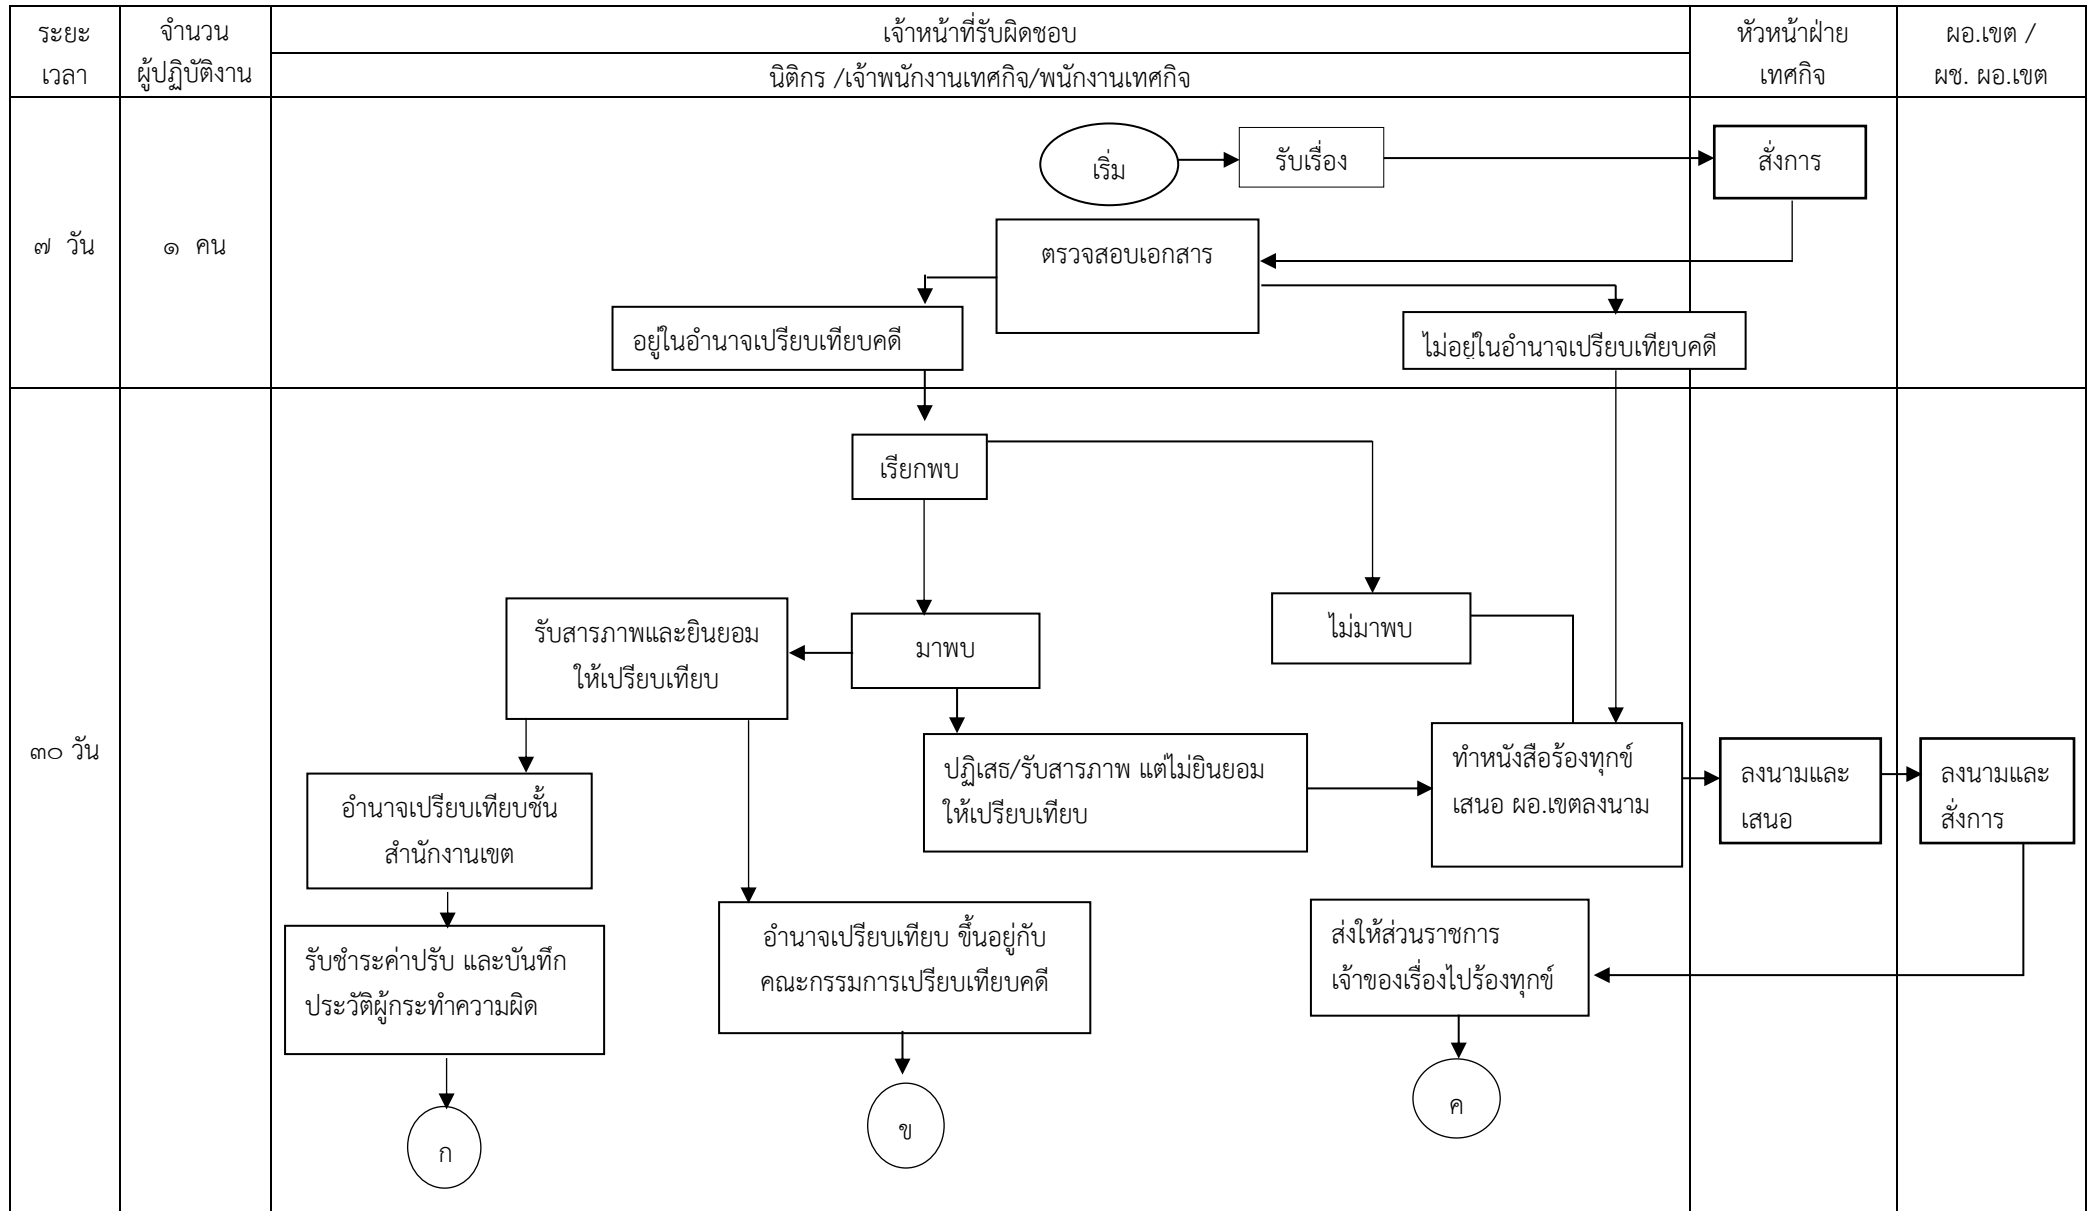 ระยะ
เวลา
จำนวน
ผู้ปฏิบัติงาน
เจ้าหน้าที่รับผิดชอบ
นิติกร /เจ้าพนักงานเทศกิจ/พนักงานเทศกิจ
หัวหน้าฝ่าย
เทศกิจ
ผอ.เขต /
ผช. ผอ.เขต
เริ่ม
รับเรื่อง
สั่งการ
๗ วัน
๑ คน
ตรวจสอบเอกสาร
อยู่ในอำนาจเปรียบเทียบคดี
ไม่อยู่ในอำนาจเปรียบเทียบคดี
เรียกพบ
รับสารภาพและยินยอม
ให้เปรียบเทียบ
มาพบ
ไม่มาพบ
๓๐ วัน
ปฏิเสธ/รับสารภาพ แต่ไม่ยินยอม
ให้เปรียบเทียบ
ทำหนังสือร้องทุกข์
เสนอ ผอ.เขตลงนาม
ลงนามและ
เสนอ
ลงนามและ
สั่งการ
อำนาจเปรียบเทียบชั้น
สำนักงานเขต
รับชำระค่าปรับ และบันทึก
ประวัติผู้กระทำความผิด
อำนาจเปรียบเทียบ ขึ้นอยู่กับ
คณะกรรมการเปรียบเทียบคดี
ส่งให้ส่วนราชการ
เจ้าของเรื่องไปร้องทุกข์
ก
ข
ค